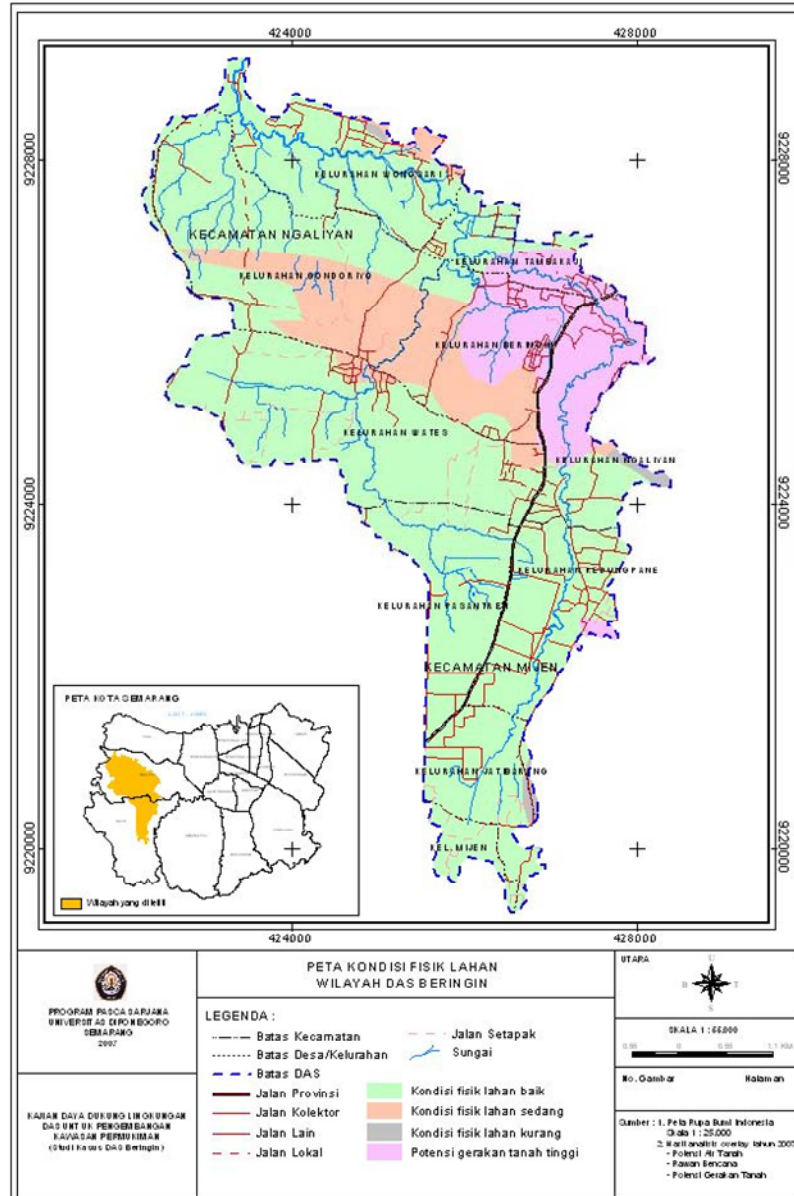 424000
428000
9228000
9228000
KELURAHAN WONOSARI
KECAMATAN NGALIYAN
KELURAHAN TAMBAKAJI
KELURAHAN GONDORIYO
KELURAHAN BERINGIN
KELURAHAN WATES
KELURAHAN NGALIYAN
9224000
9224000
KELURAHAN KEDUNGPANE
KELURAHAN PASANTREN
KECAMATAN MIJEN
PETA KOTA SEMARANG
KELURAHAN JATIBARANG
9220000
9220000
KEL. MIJEN
Wilayah yang diteliti
424000
428000
PROGRAM PASCA SARJANA
UNIVERSITAS DIPONEGORO
SEMARANG
2007
KAJIAN DAYA DUKUNG LINGKUNGAN
DAS UNTUK PENGEMBANGAN
KAWASAN PERMUKIMAN
(Studi Kasus DAS Beringin)
PETA KONDISI FISIK LAHAN
WILAYAH DAS BERINGIN
LEGENDA :
Batas Kecamatan
Batas Desa/Kelurahan
Batas DAS
Jalan Provinsi
Jalan Kolektor
Jalan Lain
Jalan Lokal
Jalan Setapak
Sungai
Kondisi fisik lahan baik
Kondisi fisik lahan sedang
Kondisi fisik lahan kurang
Potensi gerakan tanah tinggi
UTARA
U
B T
S
SKALA 1 : 55.000
0.55 0 0.55 1.1 KM
No. Gambar Halaman
Sumber : 1. Peta Rupa Bumi Indonesia
Skala 1 : 25.000
2. Hasil analisis overlay tahun 2007
- Potensi Air Tanah
- Rawan Bencana
- Potensi Gerakan Tanah